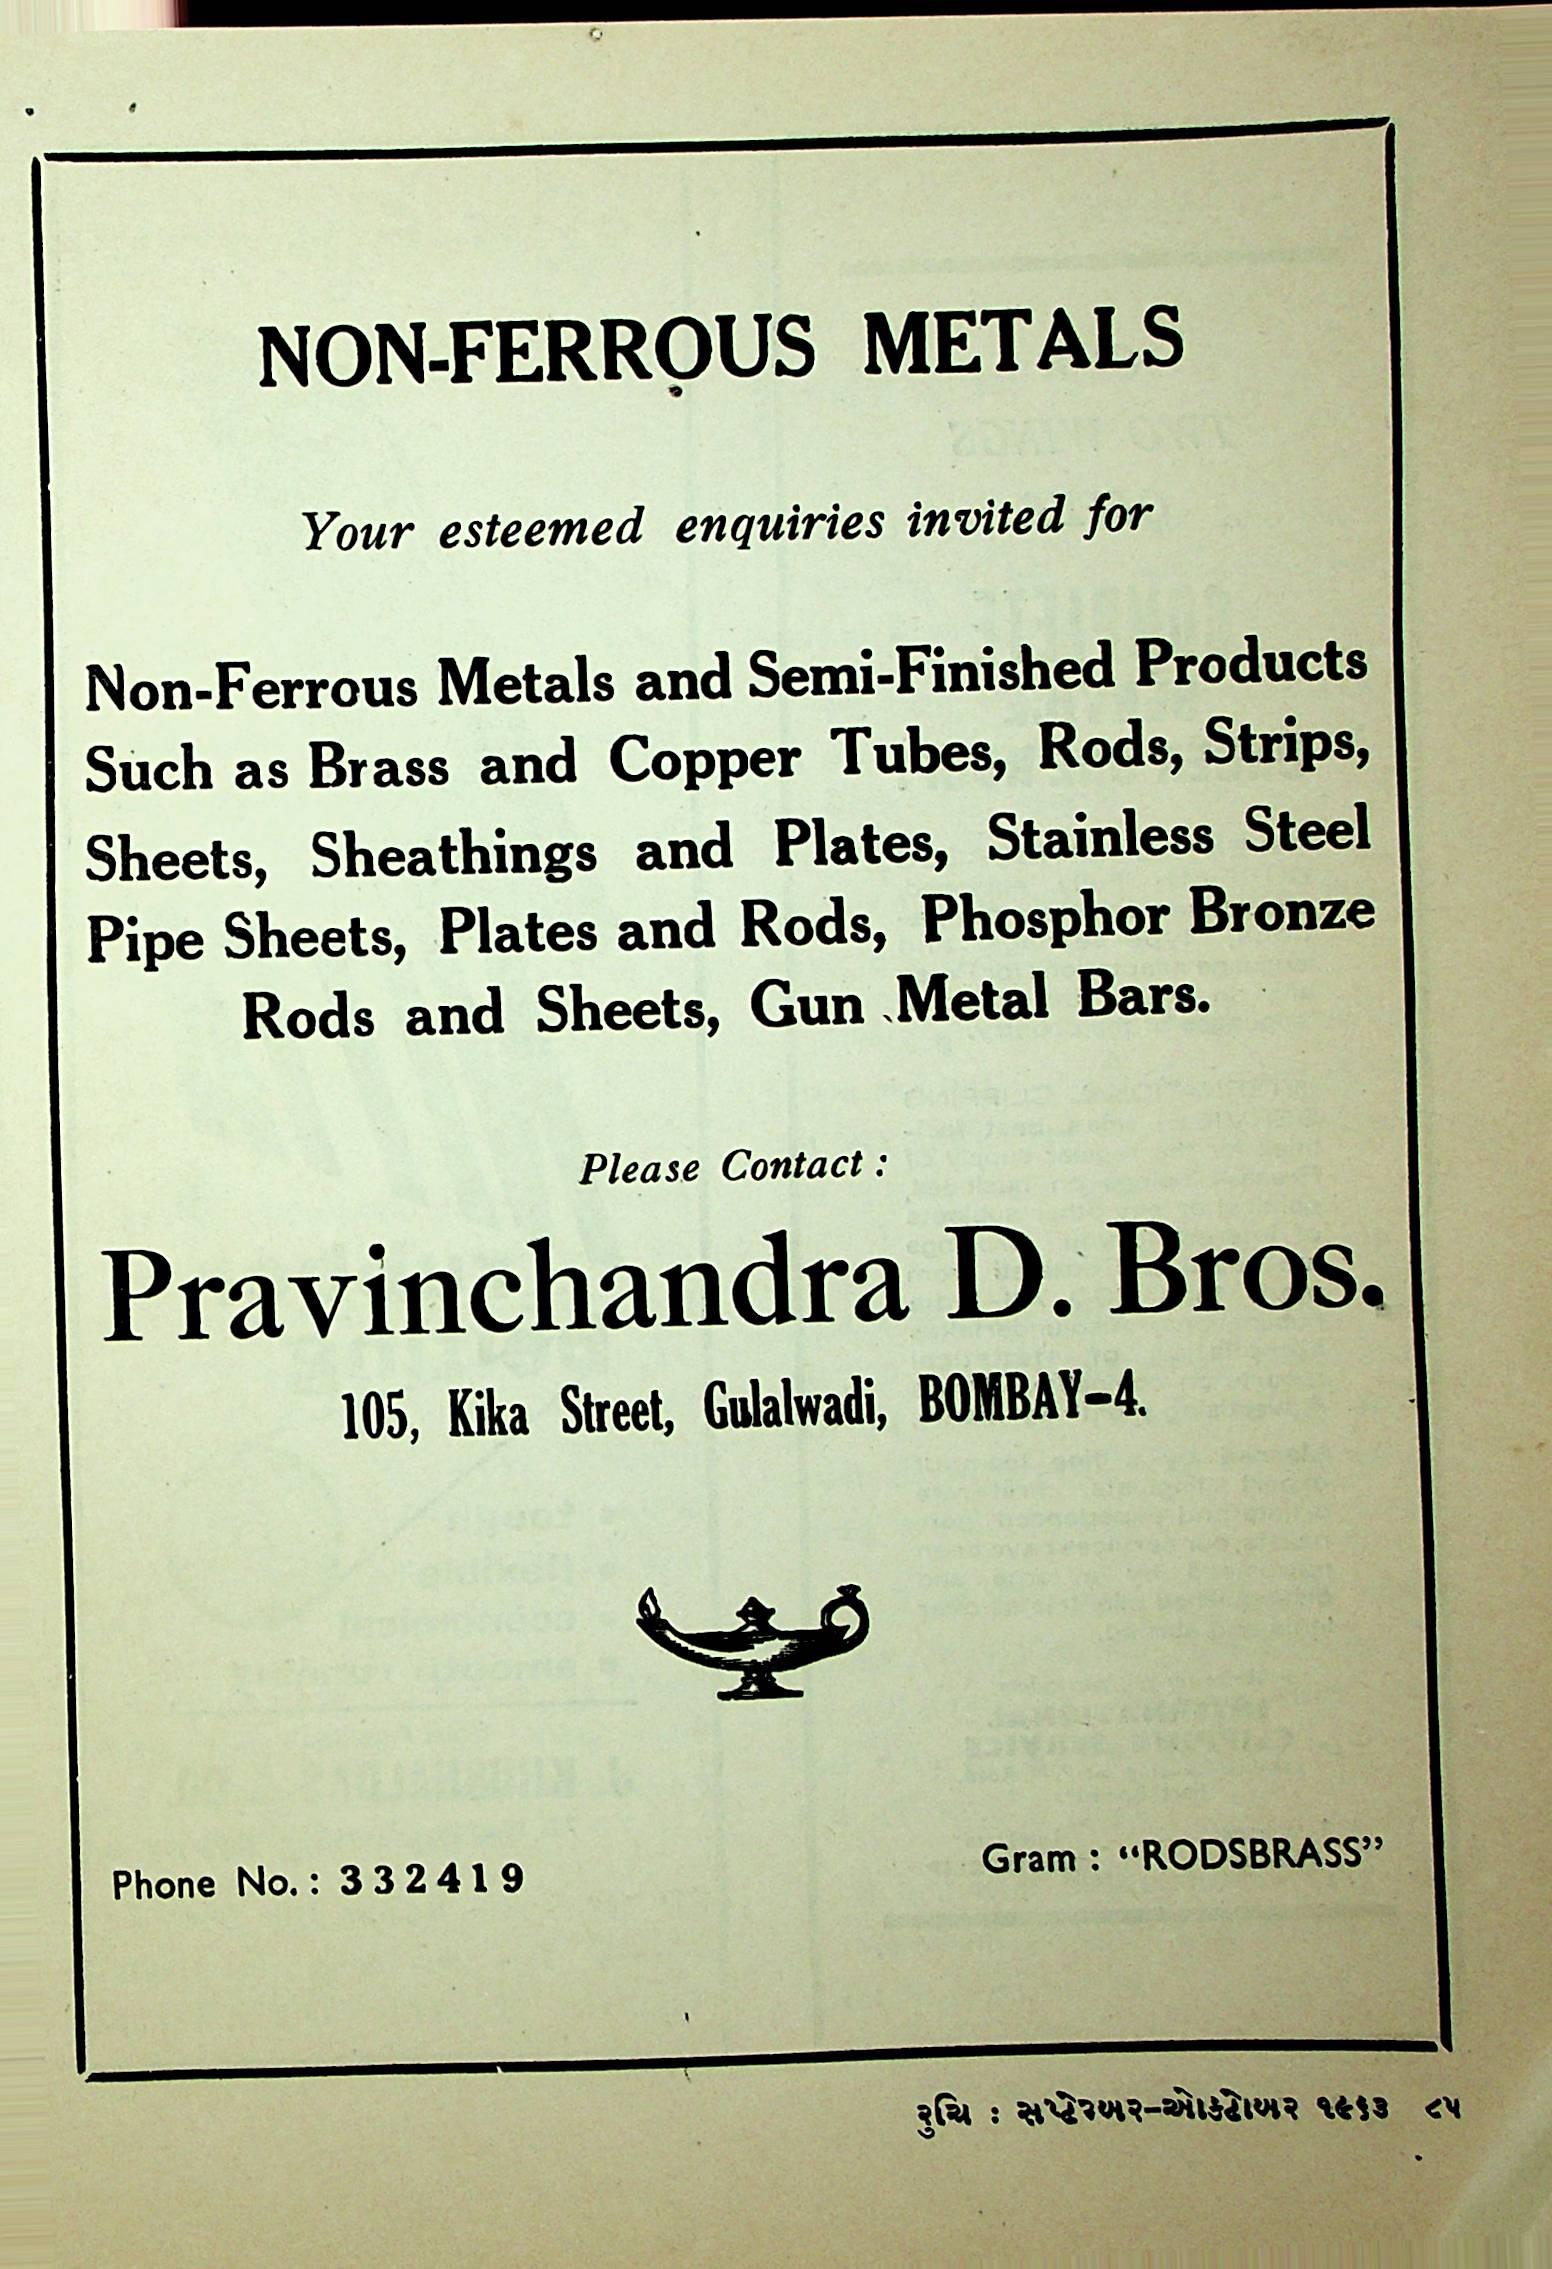 NON-FERROUS METALS
Your esteemed enquiries invited for
Non-Ferrous Metals and Semi-Finished Products
Such as Brass and Copper Tubes, Rods, Strips,
Sheets, Sheathings and Plates, Stainless Steel
Pipe Sheets, Plates and Rods, Phosphor Bronze
Rods and Sheets, Gun Metal Bars.
Please Contact :
Pravinchandra D. Bros.
105, Kika Street, Gulalwadi, BOMBAY-4.
Phone No. : 332419
Gram : “RODSBRASS”
રુચિ : સપ્ટેમ્બર-ઓક્ટોબર ૧૯૬૩ ૮૫